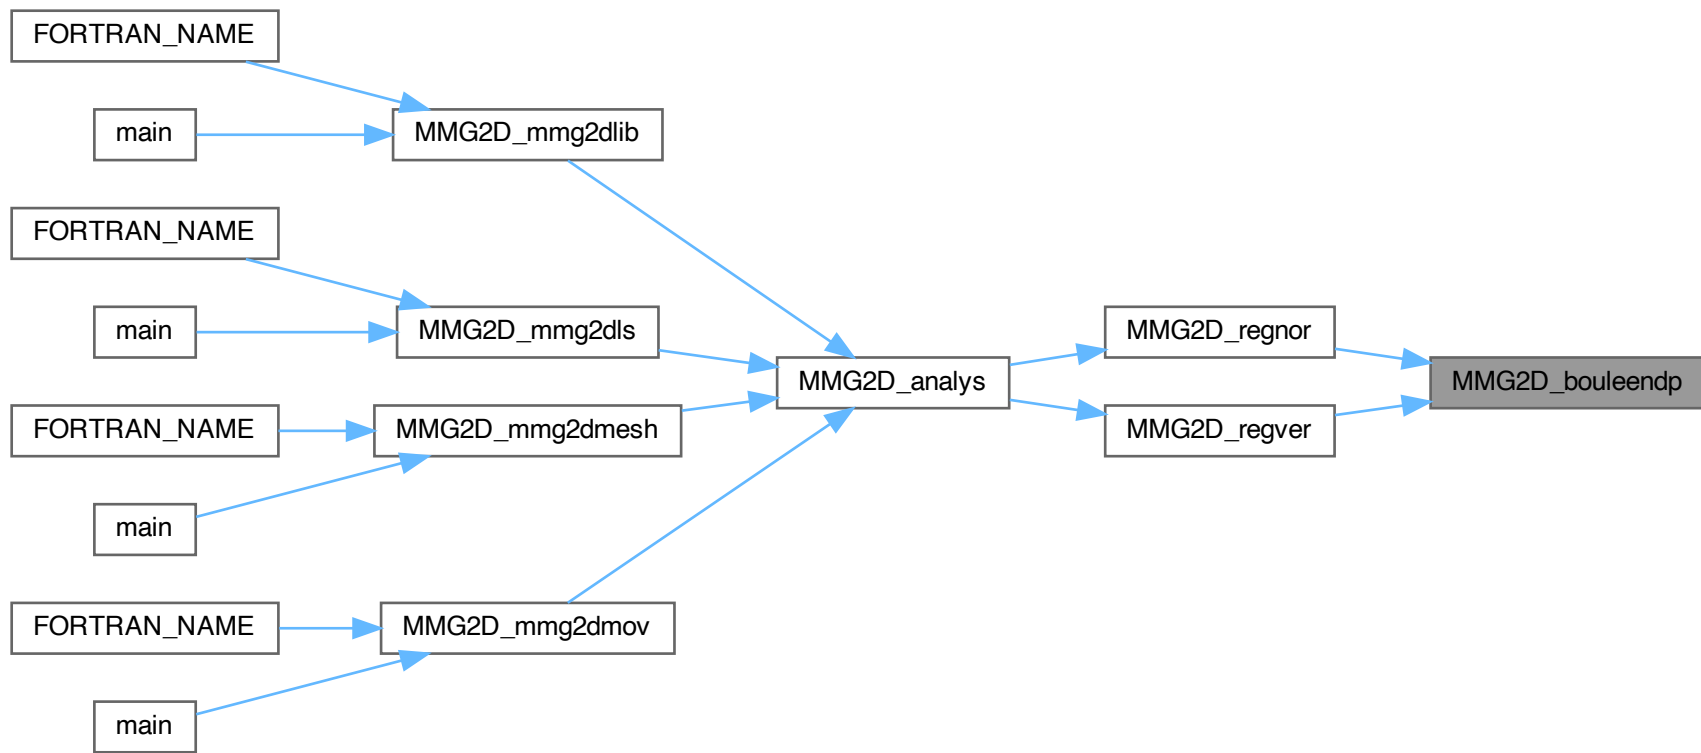 FORTRAN_NAME
main
MMG2D_mmg2dlib
FORTRAN_NAME
main
MMG2D_mmg2dls
MMG2D_regnor
MMG2D_analys
MMG2D_bouleendp
FORTRAN_NAME
MMG2D_mmg2dmesh
MMG2D_regver
main
FORTRAN_NAME
MMG2D_mmg2dmov
main